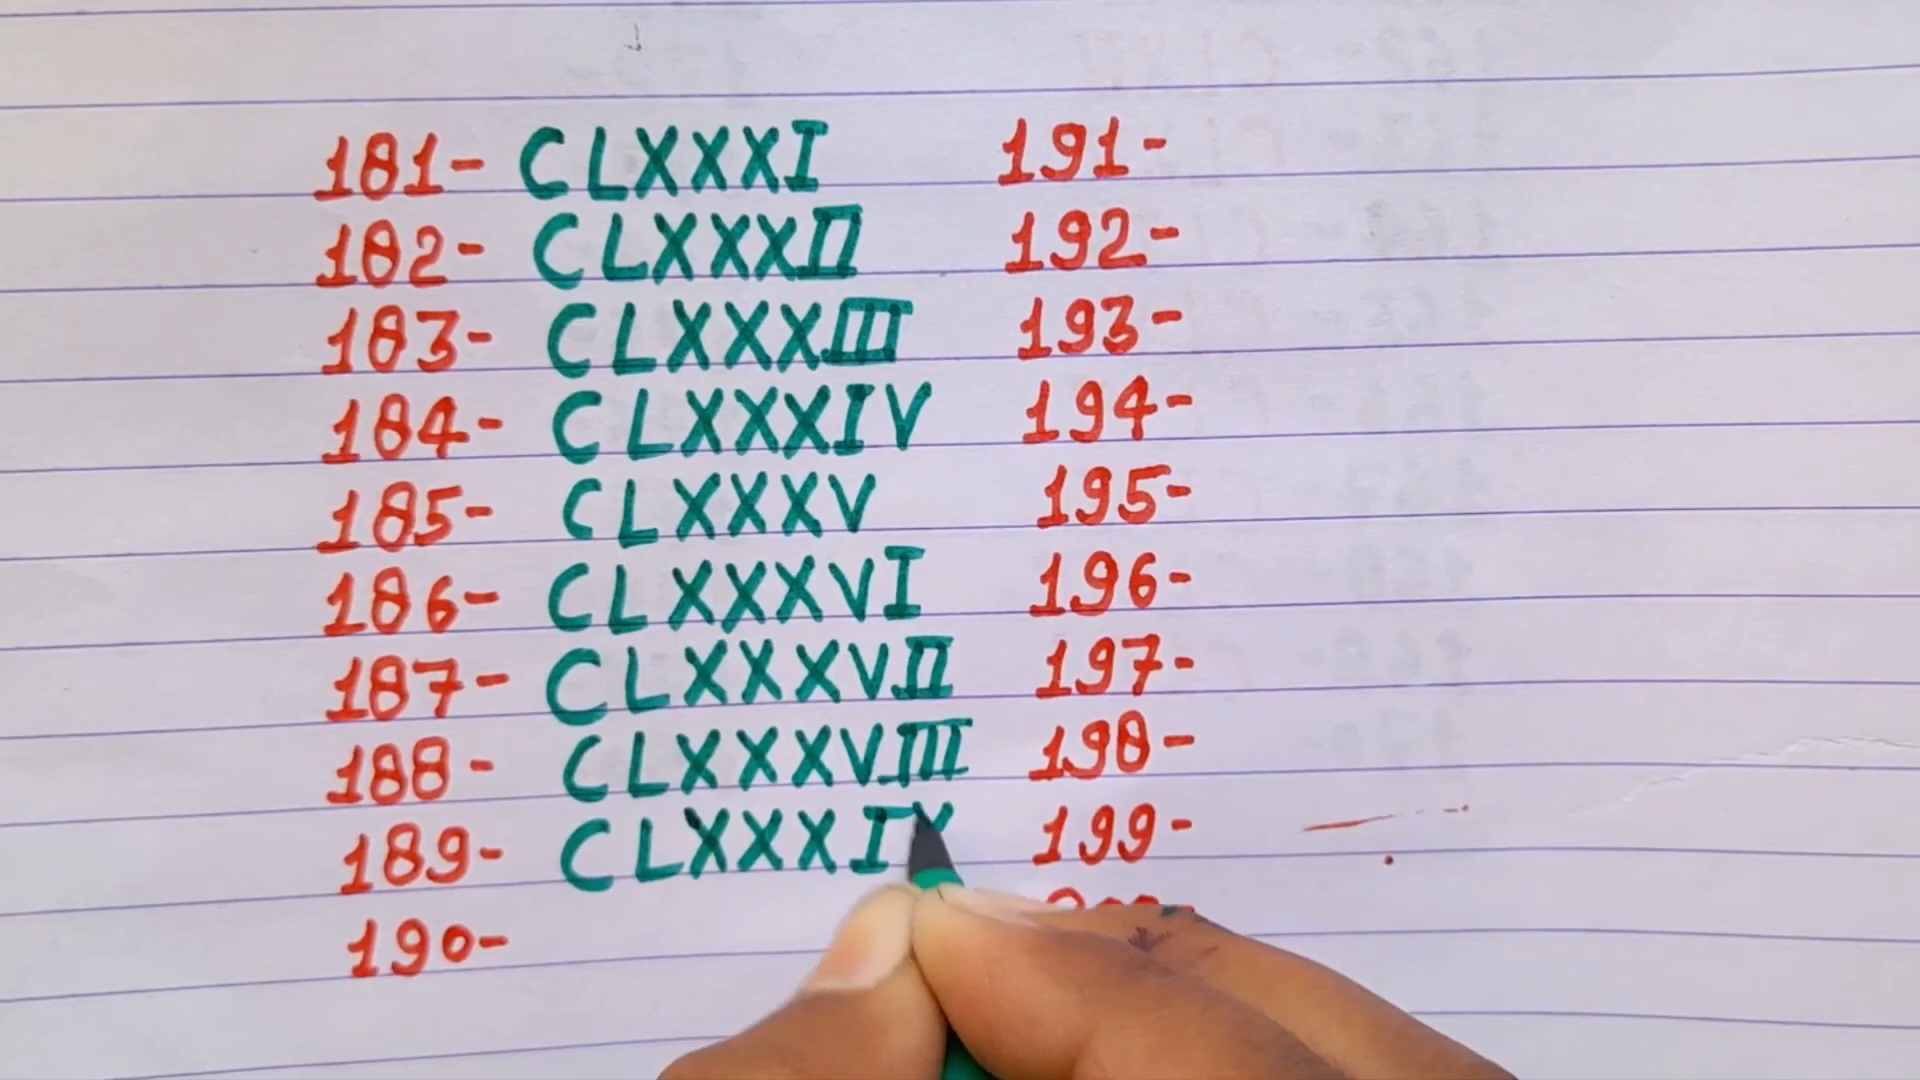 181- CLXXXI
182- CLXXXII
183- CLXXXIII
184- CLXXXIV
185- CLXXXV
186- CLXXXVI
187- CLXXXVII
188- CLXXXVIII
189- CLXXXIX
190-
191-
192-
193-
194-
195-
196-
197-
198-
199-